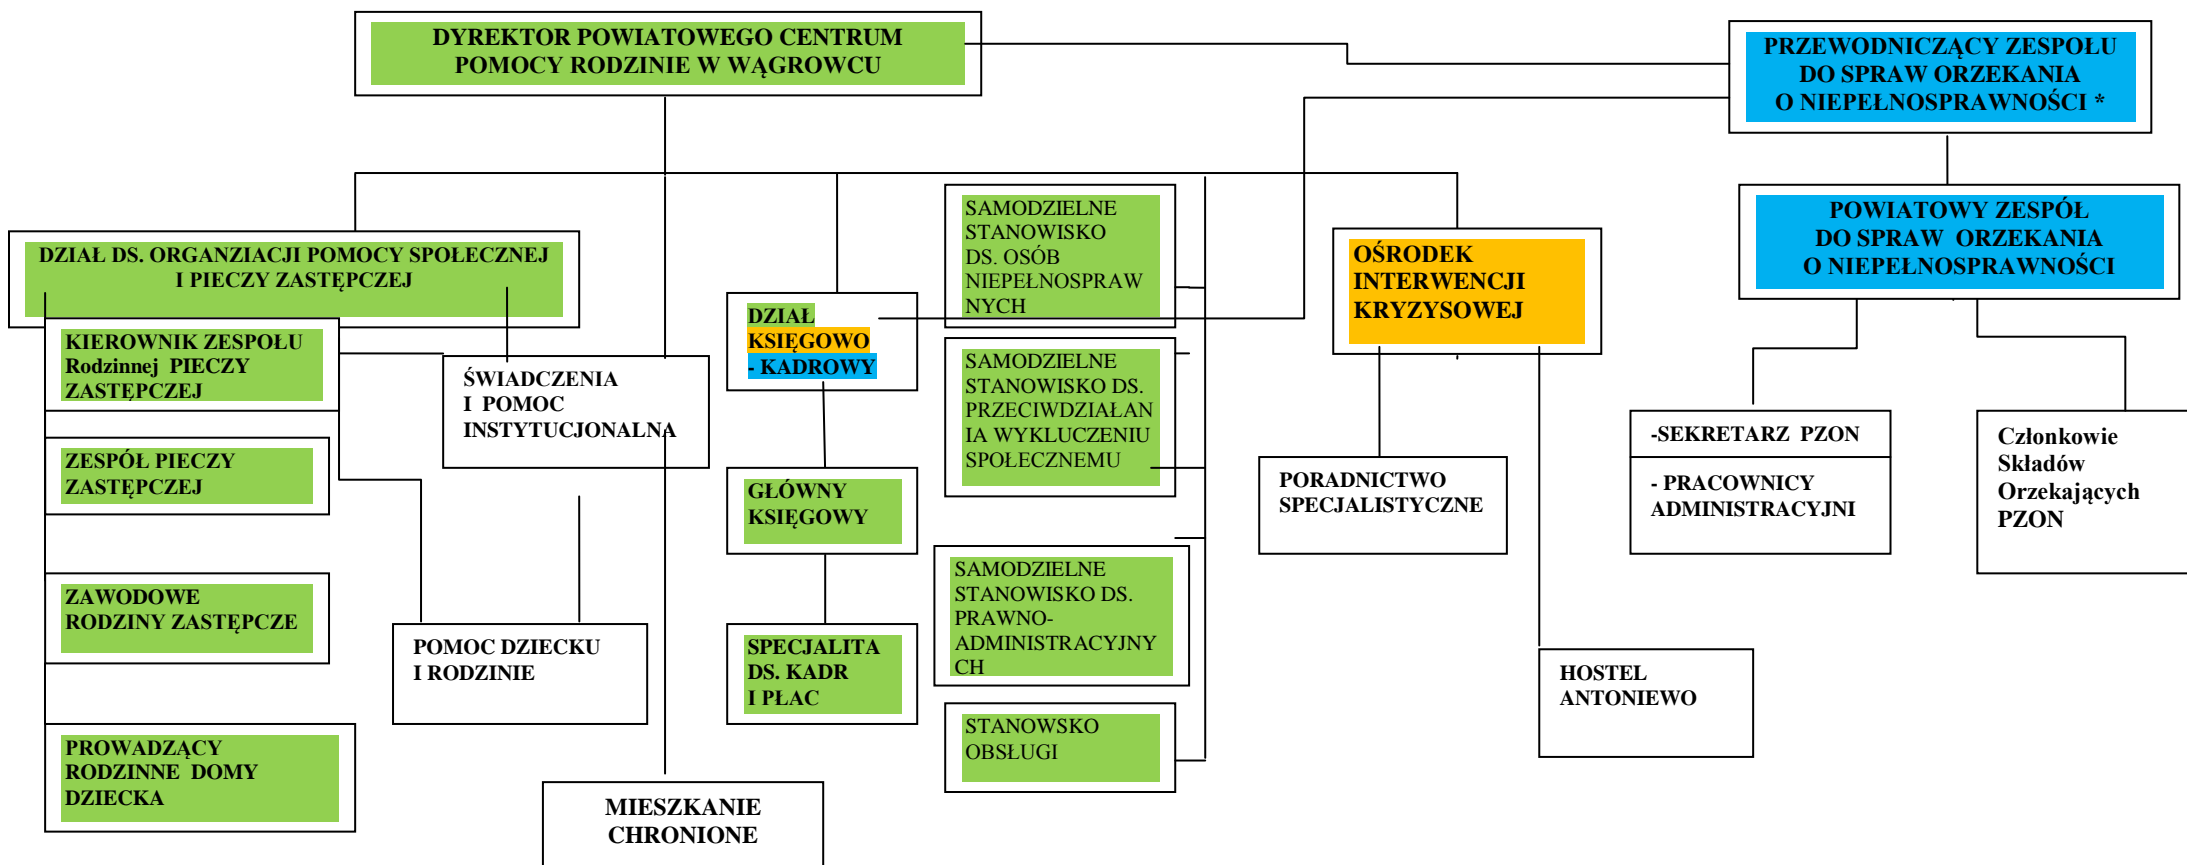 DYREKTOR POWIATOWEGO CENTRUM
POMOCY RODZINIE W WĄGROWCU
PRZEWODNICZĄCY ZESPOŁU
DO SPRAW ORZEKANIA
O NIEPEŁNOSPRAWNOŚCI *
DZIAŁ DS. ORGANZIACJI POMOCY SPOŁECZNEJ
I PIECZY ZASTĘPCZEJ
KIEROWNIK ZESPOŁU
Rodzinnej PIECZY
ZASTĘPCZEJ
ZESPÓŁ PIECZY
ZASTĘPCZEJ
ZAWODOWE
RODZINY ZASTĘPCZE
PROWADZĄCY
RODZINNE DOMY
DZIECKA
ŚWIADCZENIA
I POMOC
INSTYTUCJONALNA
POMOC DZIECKU
I RODZINIE
MIESZKANIE
CHRONIONE
DZIAŁ
KSIĘGOWO
- KADROWY
GŁÓWNY
KSIĘGOWY
SPECJALITA
DS. KADR
I PŁAC
SAMODZIELNE
STANOWISKO
DS. OSÓB
NIEPEŁNOSPRAW
NYCH
SAMODZIELNE
STANOWISKO DS.
PRZECIWDZIAŁAN
IA WYKLUCZENIU
SPOŁECZNEMU
SAMODZIELNE
STANOWISKO DS.
PRAWNO-
ADMINISTRACYJNY
CH
STANOWSKO
OBSŁUGI
OŚRODEK
INTERWENCJI
KRYZYSOWEJ
PORADNICTWO
SPECJALISTYCZNE
HOSTEL
ANTONIEWO
POWIATOWY ZESPÓŁ
DO SPRAW ORZEKANIA
O NIEPEŁNOSPRAWNOŚCI
-SEKRETARZ PZON
- PRACOWNICY
ADMINISTRACYJNI
Członkowie
Składów
Orzekających
PZON